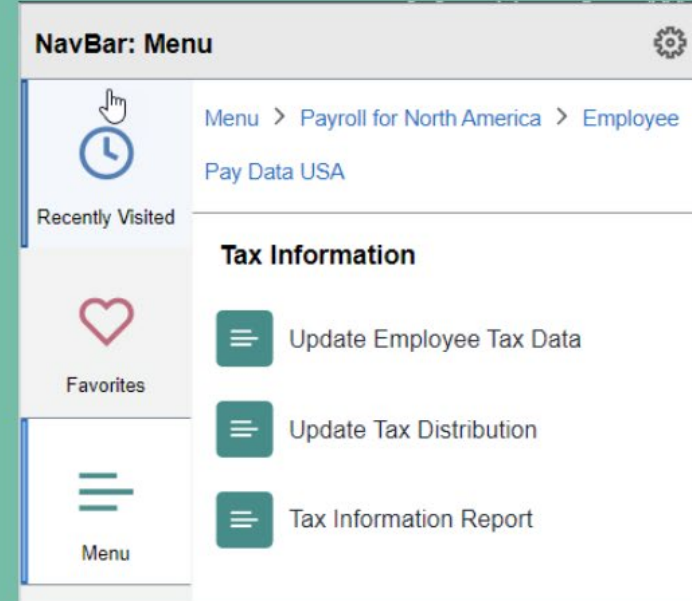 NavBar: Menu
Recently Visited
Favorites
Menu
Menu > Payroll for North America > Employee
Pay Data USA
Tax Information
Update Employee Tax Data
Update Tax Distribution
Tax Information Report